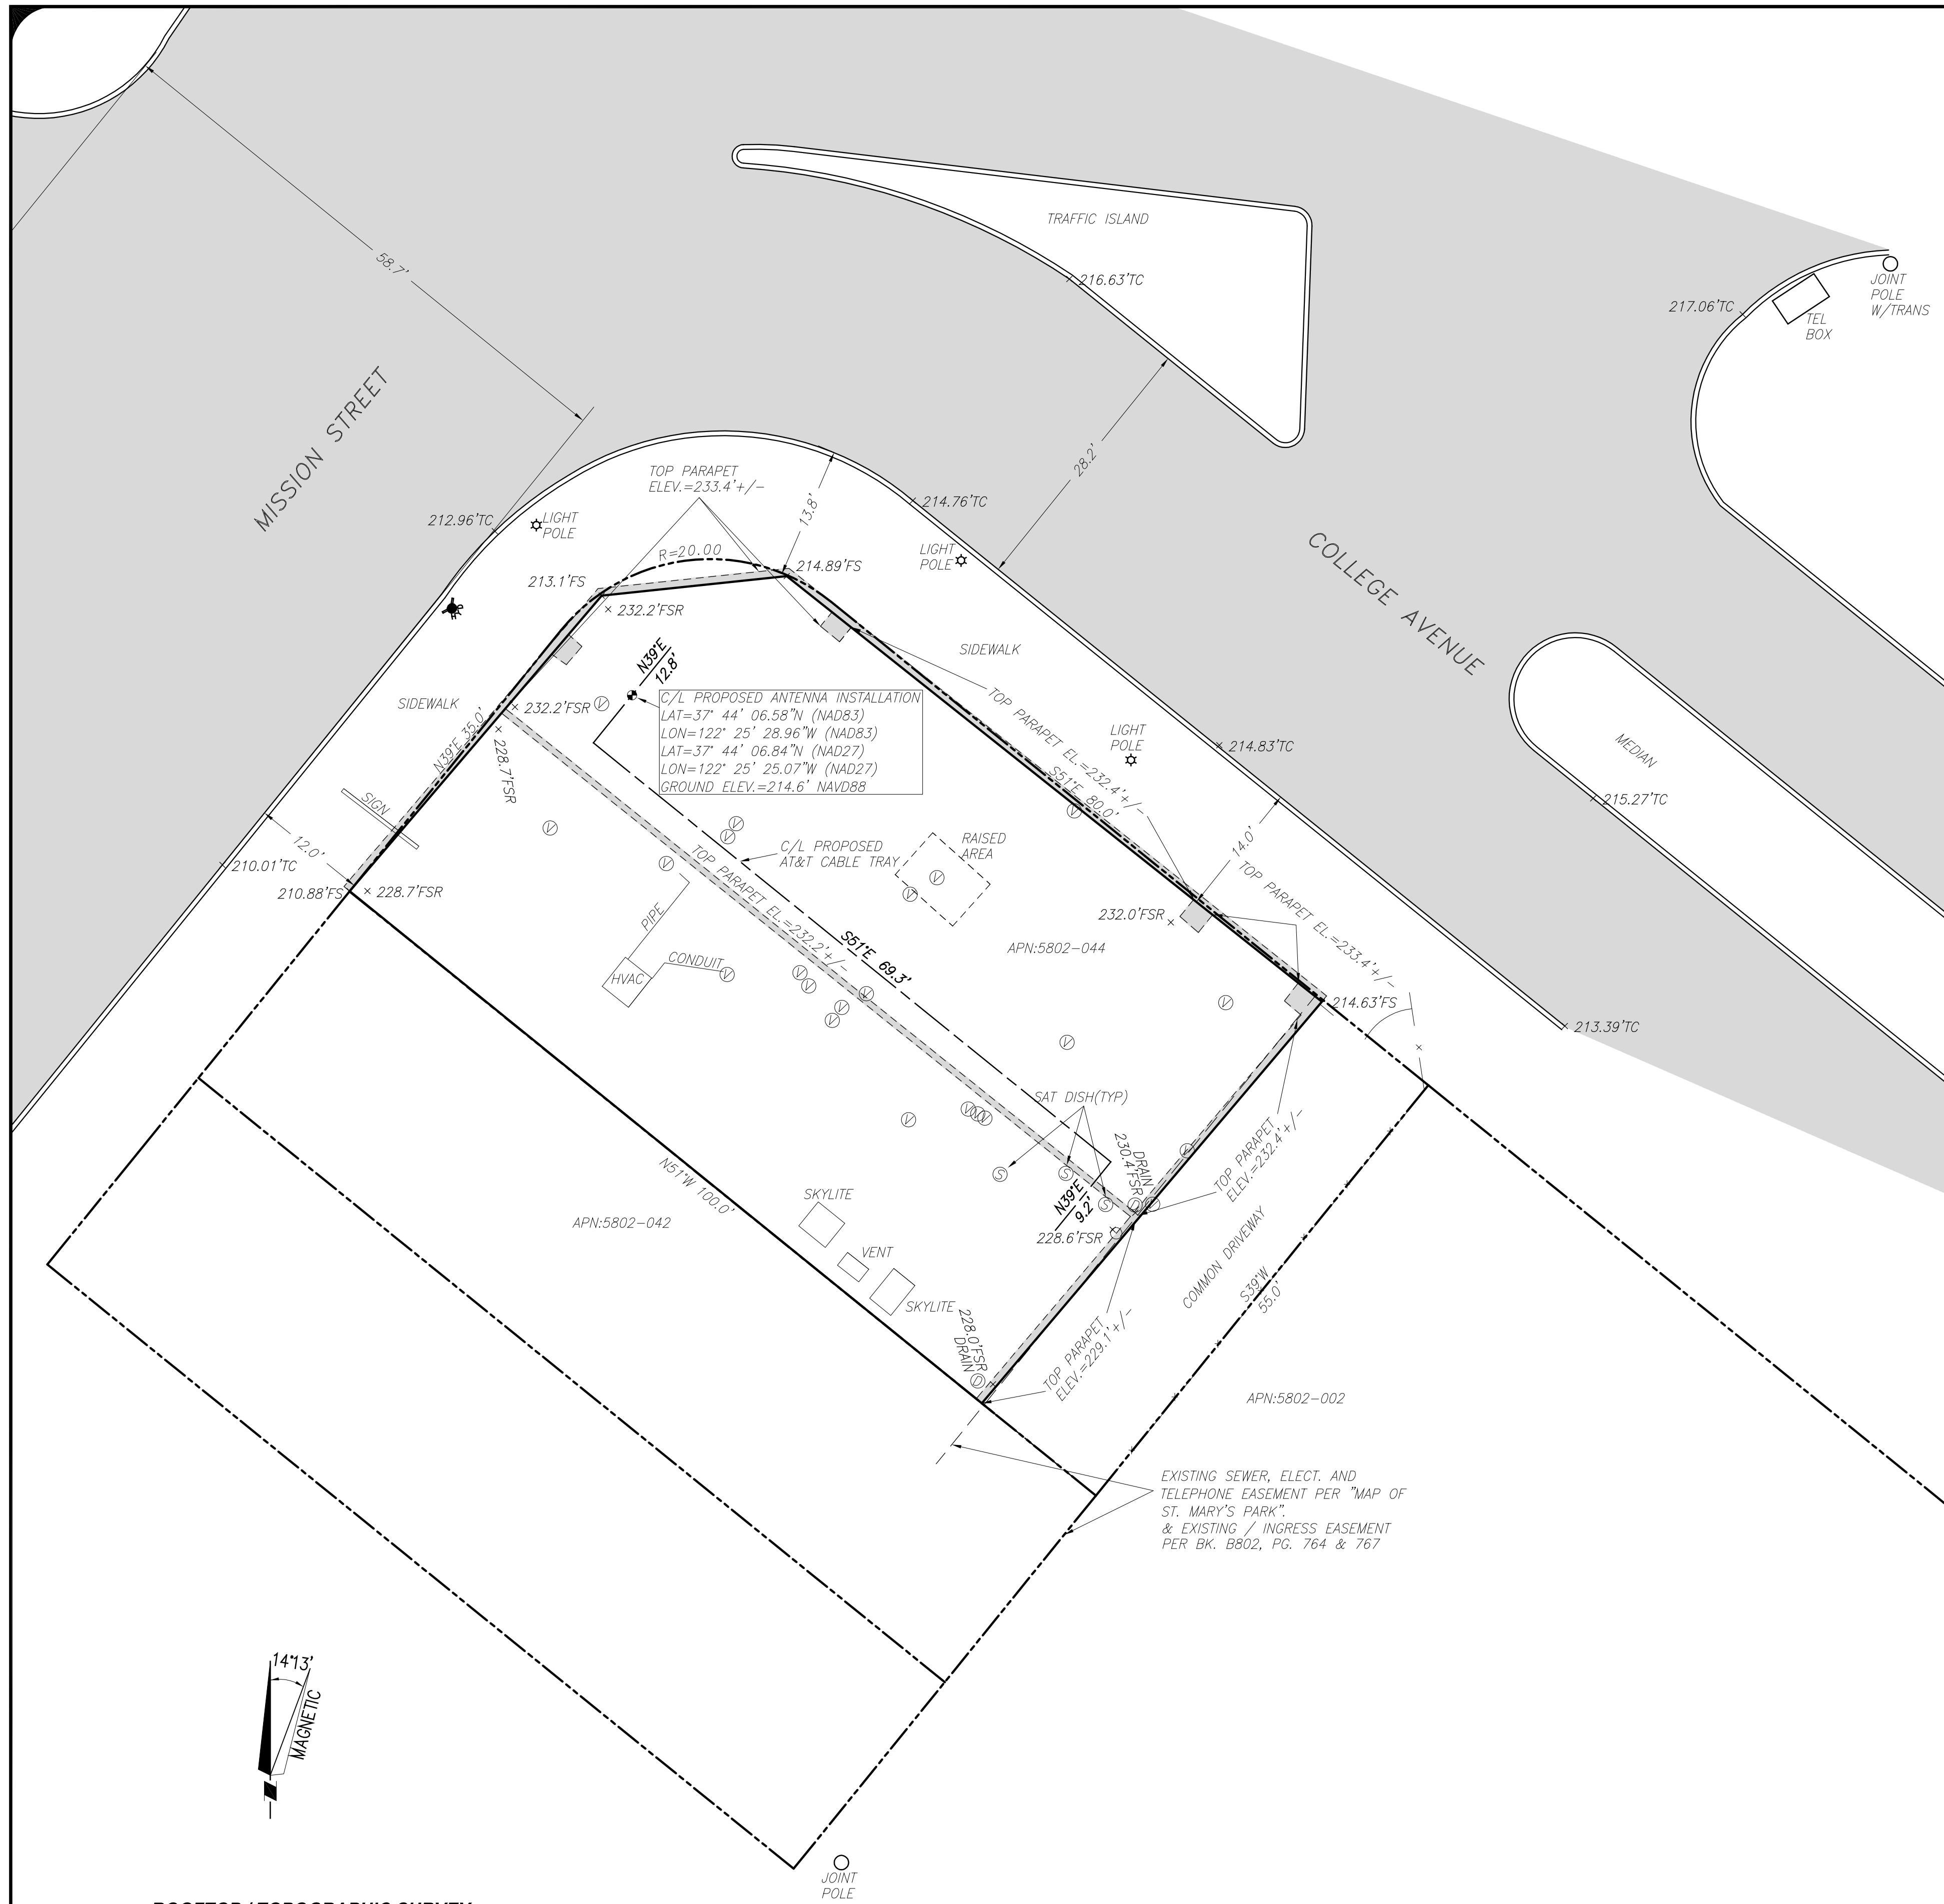 TRAFFIC ISLAND
58.7'
216.63'TC
217.06'TC
JOINT
POLE
W/TRANS
TEL
BOX
MISSION STREET
28.2'
TOP PARAPET
ELEV.=233.4'+/-
13.8'
214.76'TC
212.96'TC
LIGHT
POLE
COLLEGE AVENUE
R=20.00
LIGHT
POLE
214.89'FS
213.1'FS
232.2'FSR
SIDEWALK
N39°E
12.8'
SIDEWALK
232.2'FSR
V
C/L PROPOSED ANTENNA INSTALLATION
LAT=37° 44' 06.58"N (NAD83)
LON=122° 25' 28.96"W (NAD83)
LAT=37° 44' 06.84"N (NAD27)
LON=122° 25' 25.07"W (NAD27)
GROUND ELEV.=214.6' NAVD88
TOP PARAPET EL.=232.4'+/-
S51°E 80.0'
LIGHT
POLE
214.83'TC
MEDIAN
215.27'TC
N39°E 35.0'
228.7'FSR
SIGN
12.0'
210.01'TC
210.88'FS
228.7'FSR
V
V
V
V
V
C/L PROPOSED
AT&T CABLE TRAY
RAISED
AREA
V
V
14.0'
TOP PARAPET EL.=233.4'+/-
TOP PARAPET EL.=232.2'+/-
PIPE
232.0'FSR
S51°E 69.3'
APN:5802-044
CONDUIT
HVAC
V
V
V
V
V
V
V
214.63'FS
213.39'TC
V
SAT DISH(TYP)
V
V
V
V
V
230.4'FSR
DRAIN
TOP PARAPET
ELEV.=232.4'+/-
S
S
S
D
N39°E
9.2'
228.6'FSR
N51°W 100.0'
SKYLITE
APN:5802-042
COMMON DRIVEWAY
S39°W
55.0'
VENT
SKYLITE
228.0'FSR
DRAIN
D
TOP PARAPET
ELEV.=229.1'+/-
APN:5802-002
EXISTING SEWER, ELECT. AND
TELEPHONE EASEMENT PER "MAP OF
ST. MARY'S PARK".
& EXISTING / INGRESS EASEMENT
PER BK. B802, PG. 764 & 767
14°13'
MAGNETIC
JOINT
POLE
ROOFTOP / TOPOGRAPHIC SURVEY